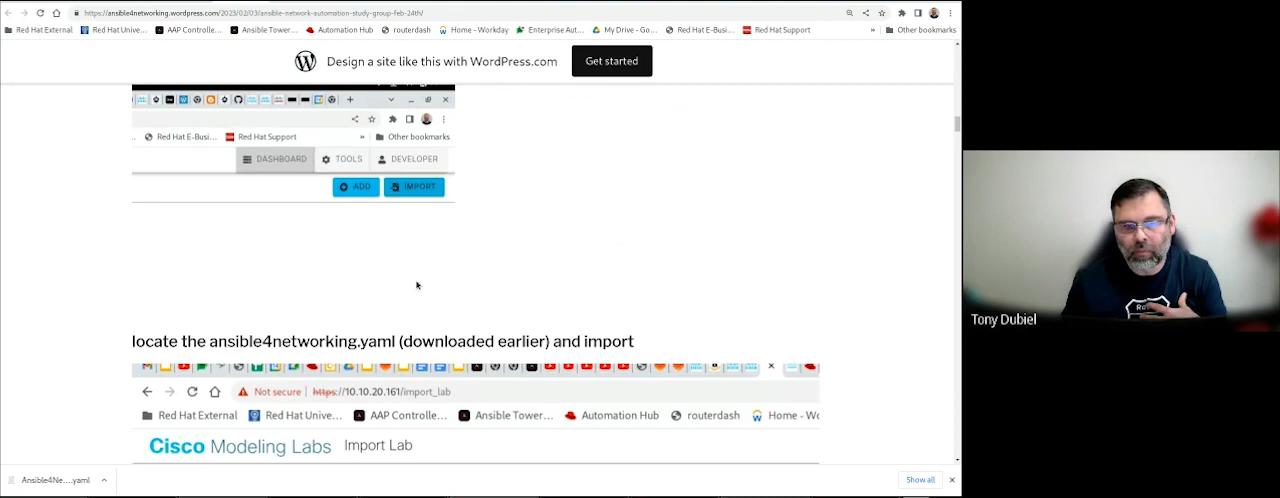 https://ansible4networking.wordpress.com/2023/02/03/ansible-network-automation-study-group-feb-24th/
Red Hat External Red Hat Unive... AAP Controlle... Ansible Tower... Automation Hub routerdash Home - Workday Enterprise Aut... My Drive - Go... Red Hat E-Busi... Red Hat Support » Other bookmarks
Design a site like this with WordPress.com Get started
... Red Hat E-Busi... Red Hat Support » Other bookmarks
DASHBOARD TOOLS DEVELOPER
ADD IMPORT
locate the ansible4networking.yaml (downloaded earlier) and import
Not secure | https://10.10.20.161/import_lab
Red Hat External Red Hat Unive... AAP Controlle... Ansible Tower... Automation Hub routerdash Home - Wo
Cisco Modeling Labs Import Lab
Ansible4Ne....yaml Show all
Tony Dubiel